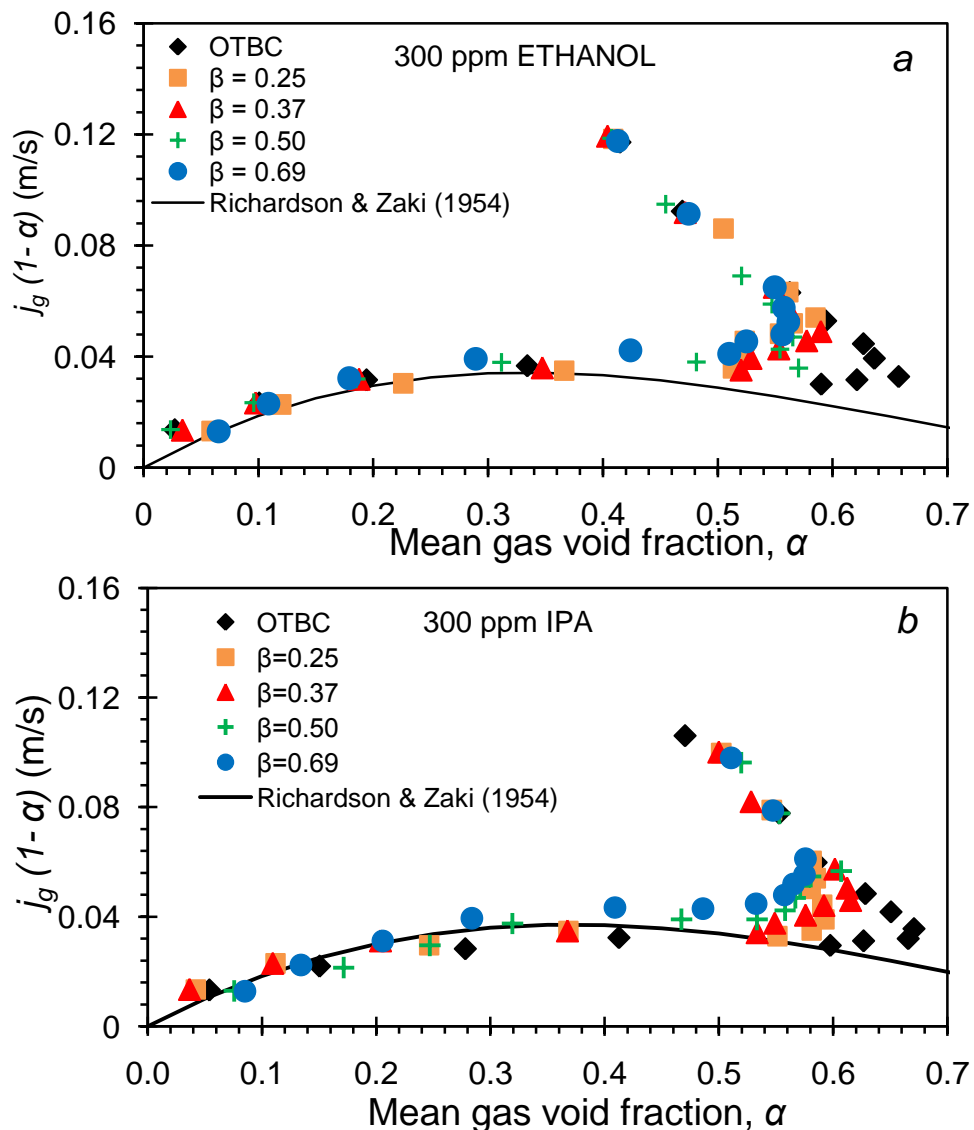 0.16
OTBC
300 ppm ETHANOL
a
β = 0.25
β = 0.37
0.12
β = 0.50
β = 0.69
Richardson & Zaki (1954)
j_g (1- α) (m/s)
0.08
0.04
0
0 0.1 0.2 0.3 0.4 0.5 0.6 0.7
Mean gas void fraction, α
0.16
OTBC
300 ppm IPA
b
β=0.25
β=0.37
0.12
β=0.50
β=0.69
Richardson & Zaki (1954)
j_g (1- α) (m/s)
0.08
0.04
0
0.0 0.1 0.2 0.3 0.4 0.5 0.6 0.7
Mean gas void fraction, α